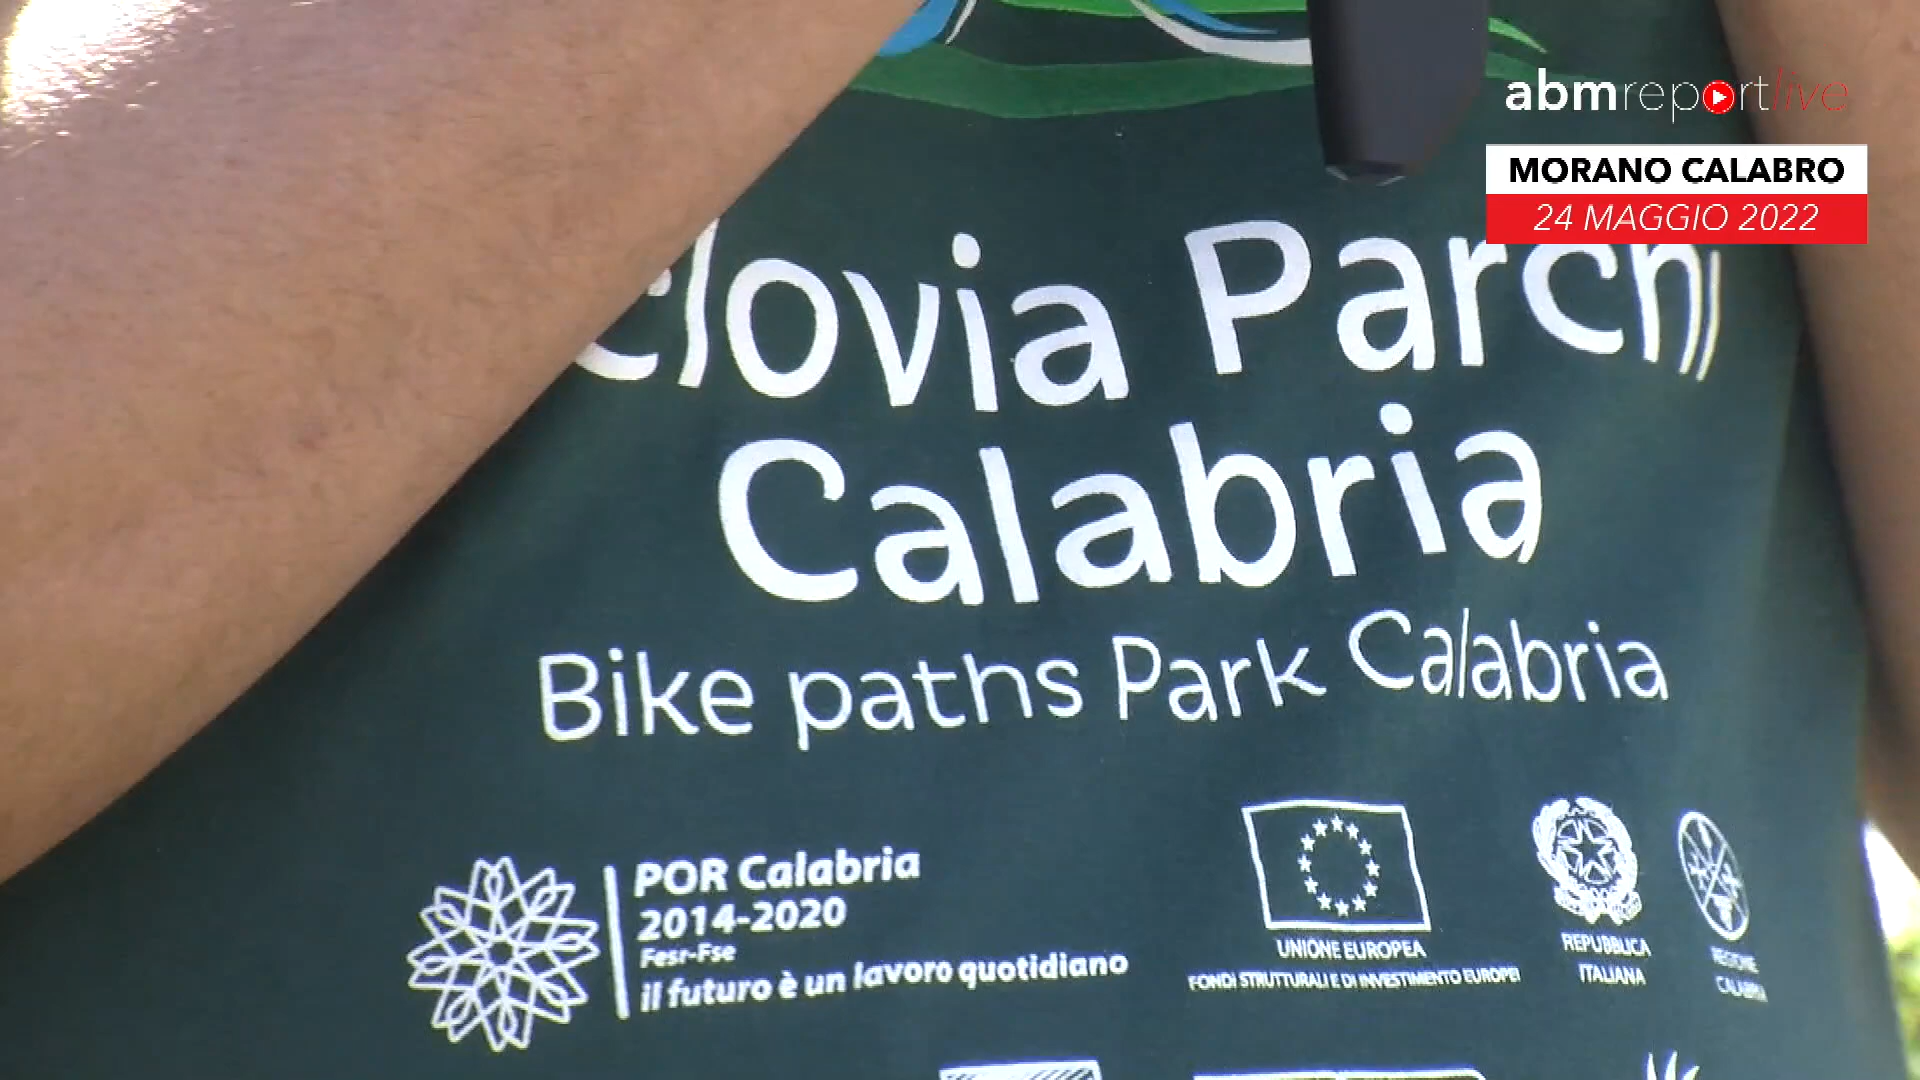 abmreportlive
MORANO CALABRO
24 MAGGIO 2022
clovia Parchi
Calabria
Bike paths Park Calabria
POR Calabria
2014-2020
Fesr-Fse
il futuro è un lavoro quotidiano
UNIONE EUROPEA
FONDI STRUTTURALI E DI INVESTIMENTO EUROPEI
REPUBBLICA
ITALIANA
REGIONE
CALABRIA